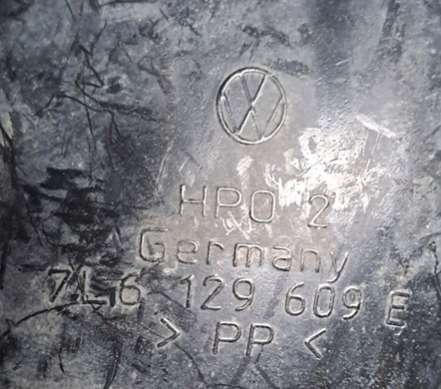 HPO 2
Germany
7L6 129 609 E
> PP <